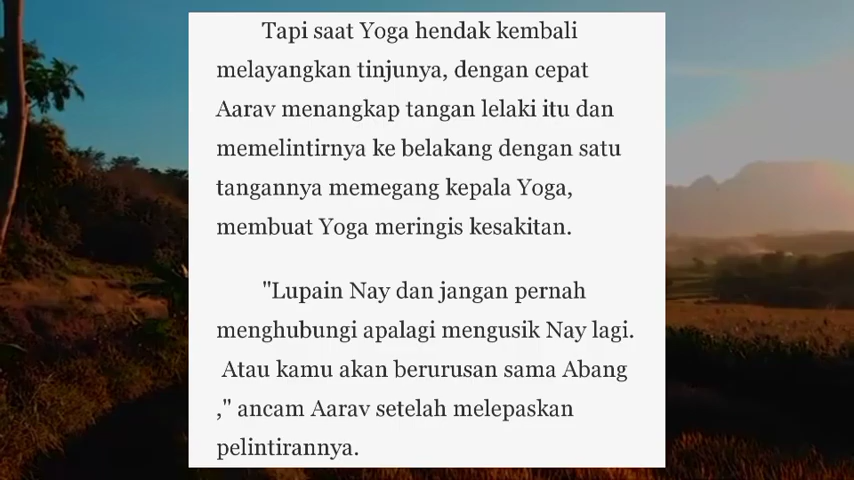 Tapi saat Yoga hendak kembali
melayangkan tinjunya, dengan cepat
Aarav menangkap tangan lelaki itu dan
memelintirnya ke belakang dengan satu
tangannya memegang kepala Yoga,
membuat Yoga meringis kesakitan.
"Lupain Nay dan jangan pernah
menghubungi apalagi mengusik Nay lagi.
Atau kamu akan berurusan sama Abang
," ancam Aarav setelah melepaskan
pelintirannya.